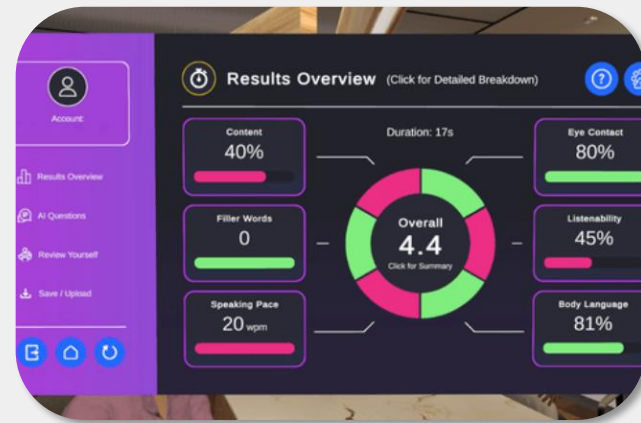 Account:
Results Overview
AI Questions
Review Yourself
Save / Upload
Results Overview (Click for Detailed Breakdown)
?
Duration: 17s
Content
40%
Filler Words
0
Speaking Pace
20 wpm
Overall
4.4
Click for Summary
Eye Contact
80%
Listenability
45%
Body Language
81%